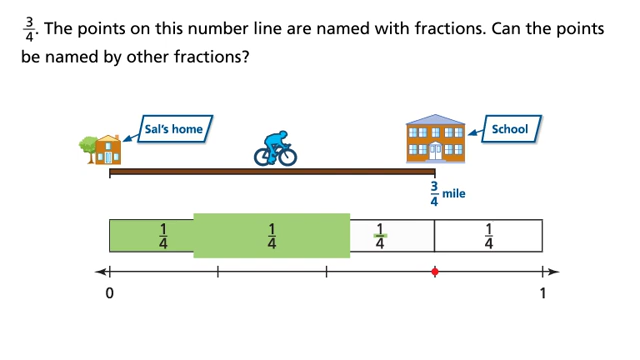 3/4. The points on this number line are named with fractions. Can the points
be named by other fractions?
Sal's home
School
3/4 mile
1/4 1/4 1/4 1/4
0 1